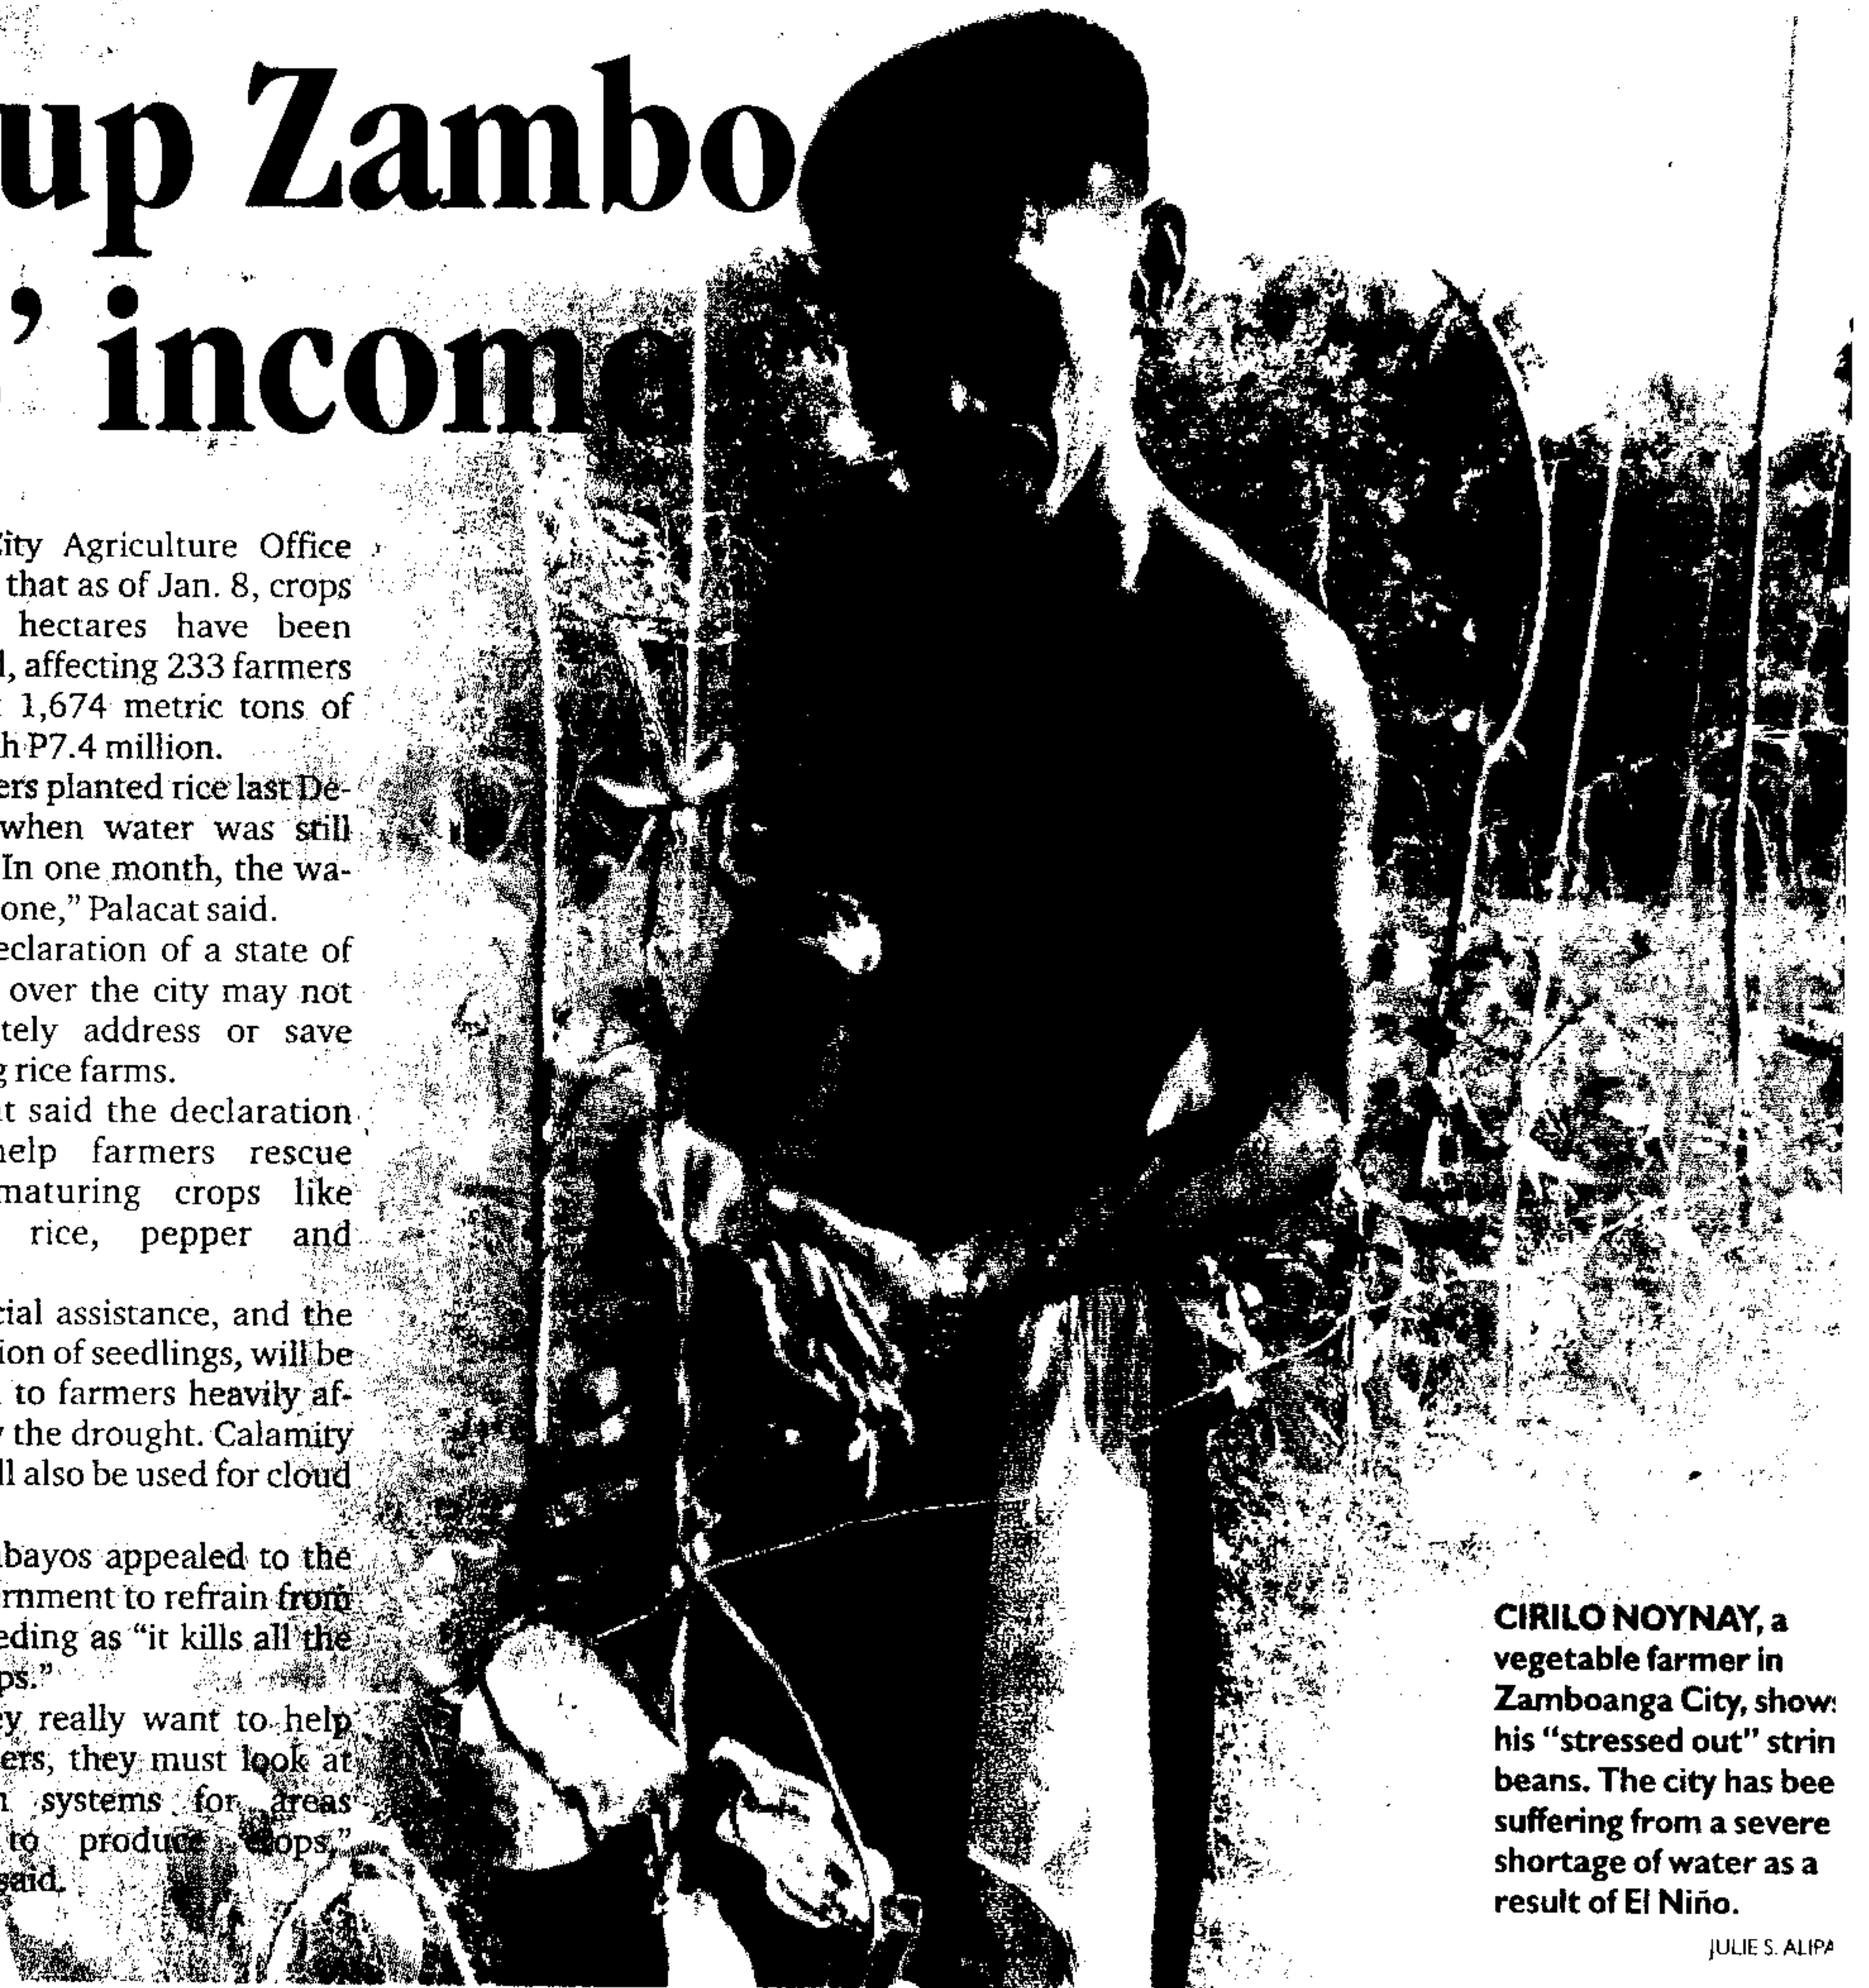 up Zambo
’ income
ity Agriculture Office
that as of Jan. 8, crops
hectares have been
, affecting 233 farmers
1,674 metric tons of
h P7.4 million.
ers planted rice last De-
when water was still
In one month, the wa-
one,” Palacat said.
eclaration of a state of
over the city may not
tely address or save
g rice farms.
t said the declaration
help farmers rescue
maturing crops like
rice, pepper and
cial assistance, and the
ion of seedlings, will be
to farmers heavily af-
the drought. Calamity
ll also be used for cloud
bayos appealed to the
rnment to refrain from
eding as “it kills all the
ps.”
y really want to help
ers, they must look at
systems for areas
to produce crops,”
said.
CIRILO NOYNAY, a
vegetable farmer in
Zamboanga City, shows
his “stressed out” strin
beans. The city has bee
suffering from a severe
shortage of water as a
result of El Niño.
JULIE S. ALIPA